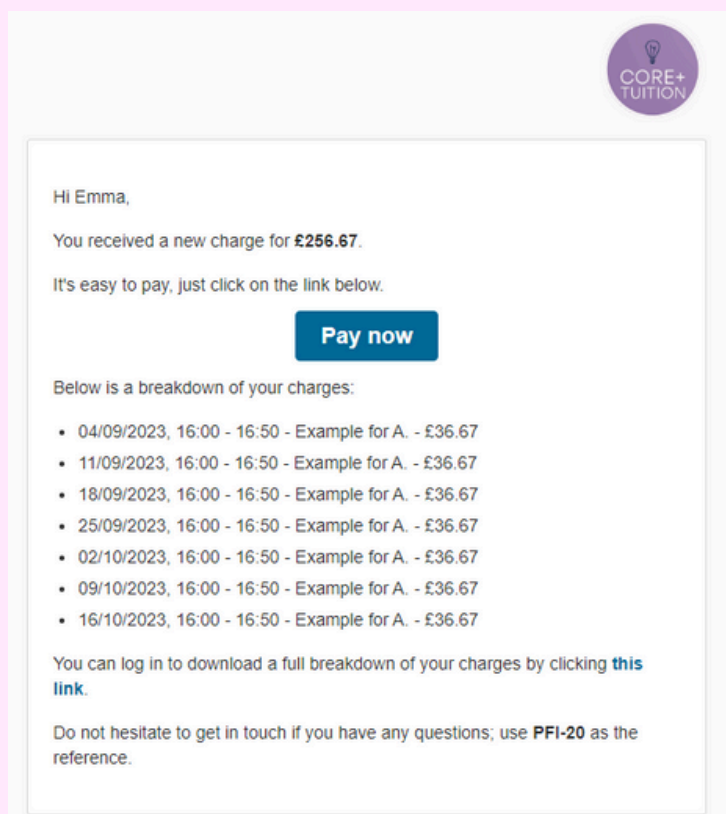 CORE+
TUITION
Hi Emma,
You received a new charge for £256.67.
It's easy to pay, just click on the link below.
Pay now
Below is a breakdown of your charges:
• 04/09/2023, 16:00 - 16:50 - Example for A. - £36.67
• 11/09/2023, 16:00 - 16:50 - Example for A. - £36.67
• 18/09/2023, 16:00 - 16:50 - Example for A. - £36.67
• 25/09/2023, 16:00 - 16:50 - Example for A. - £36.67
• 02/10/2023, 16:00 - 16:50 - Example for A. - £36.67
• 09/10/2023, 16:00 - 16:50 - Example for A. - £36.67
• 16/10/2023, 16:00 - 16:50 - Example for A. - £36.67
You can log in to download a full breakdown of your charges by clicking this
link.
Do not hesitate to get in touch if you have any questions; use PFI-20 as the
reference.